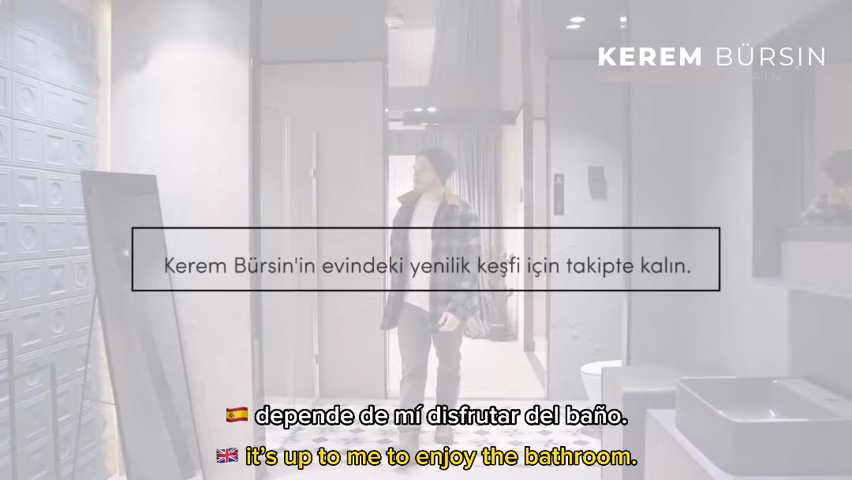 KEREM BÜRSIN
AIN
Kerem Bürsin'in evindeki yenilik keşfi için takipte kalın.
🇪🇸 depende de mí disfrutar del baño.
🇬🇧 it's up to me to enjoy the bathroom.